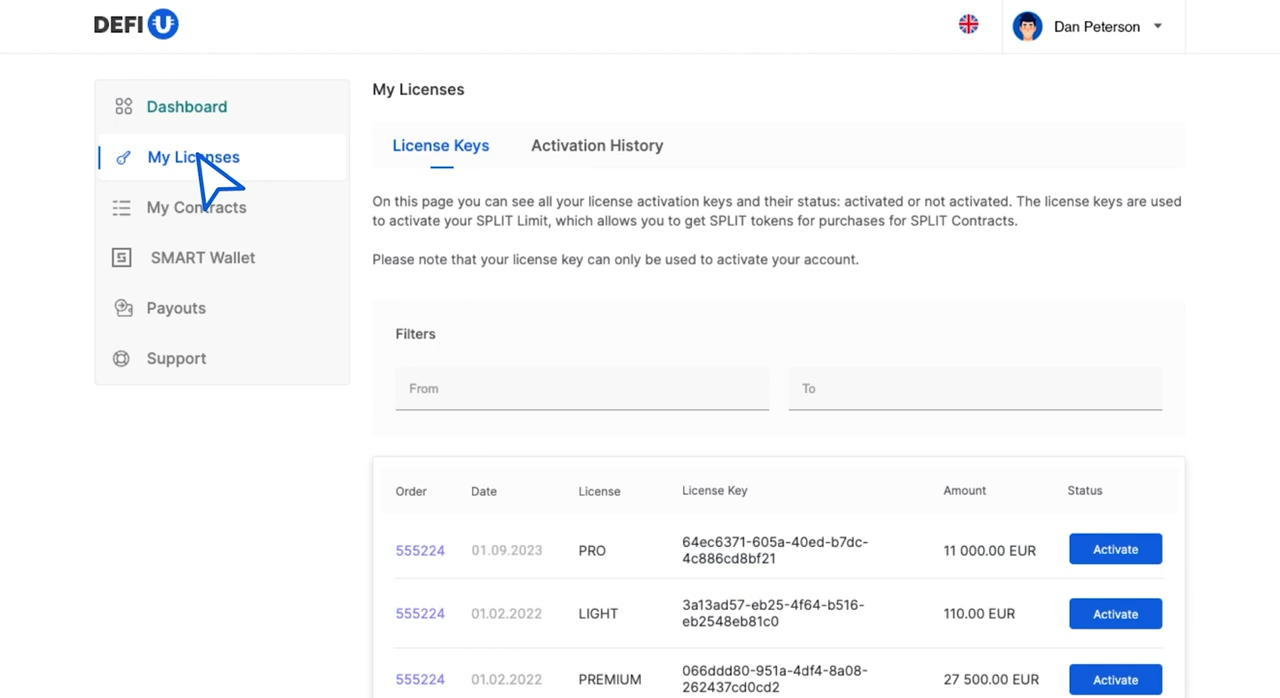 DEFI U
Dan Peterson
Dashboard
My Licenses
My Contracts
SMART Wallet
Payouts
Support
My Licenses
License Keys
Activation History
On this page you can see all your license activation keys and their status: activated or not activated. The license keys are used
to activate your SPLIT Limit, which allows you to get SPLIT tokens for purchases for SPLIT Contracts.
Please note that your license key can only be used to activate your account.
Filters
From To
Order Date License License Key Amount Status
555224 01.09.2023 PRO 64ec6371-605a-40ed-b7dc- 11 000.00 EUR Activate
4c886cd8bf21
555224 01.02.2022 LIGHT 3a13ad57-eb25-4f64-b516- 110.00 EUR Activate
eb2548eb81c0
555224 01.02.2022 PREMIUM 066ddd80-951a-4df4-8a08- 27 500.00 EUR Activate
262437cd0cd2